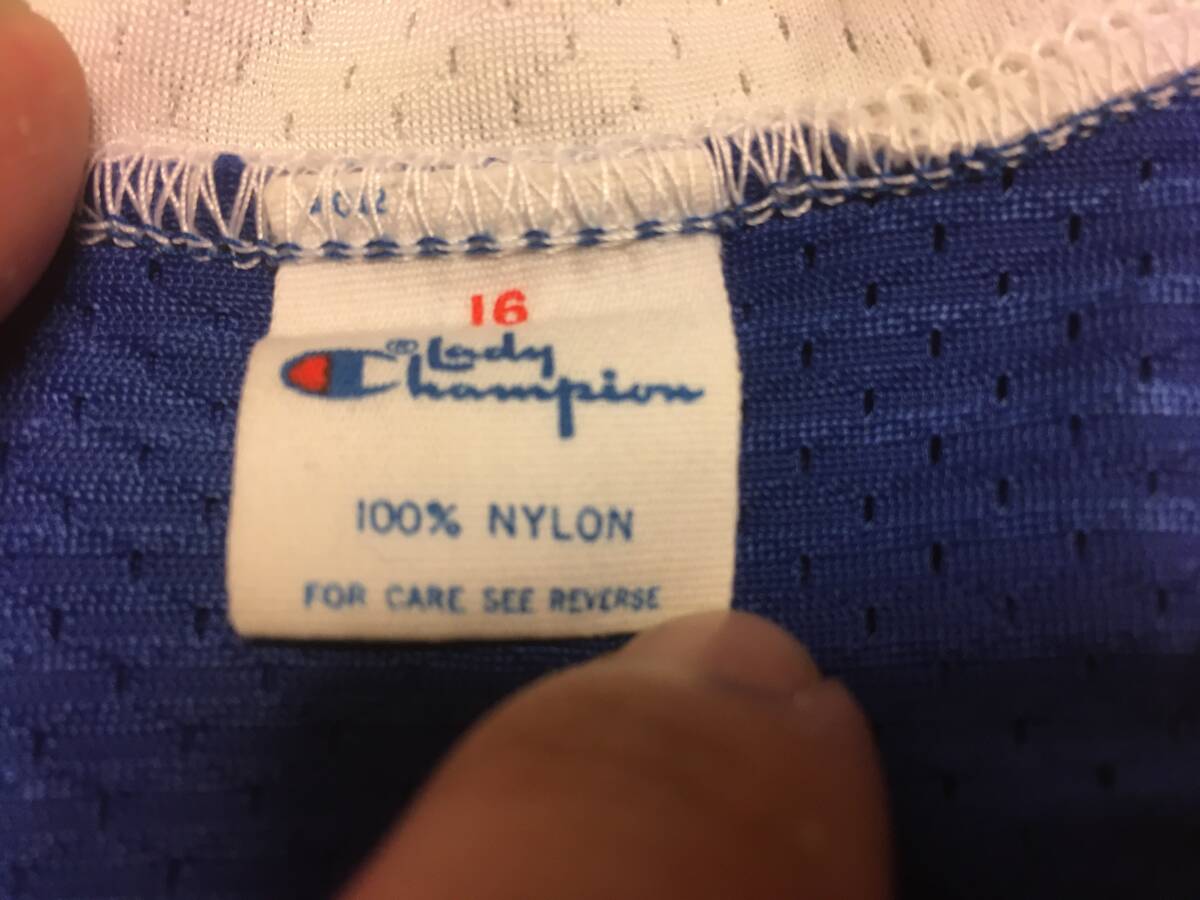 16
® Lady
Champion
100% NYLON
FOR CARE SEE REVERSE